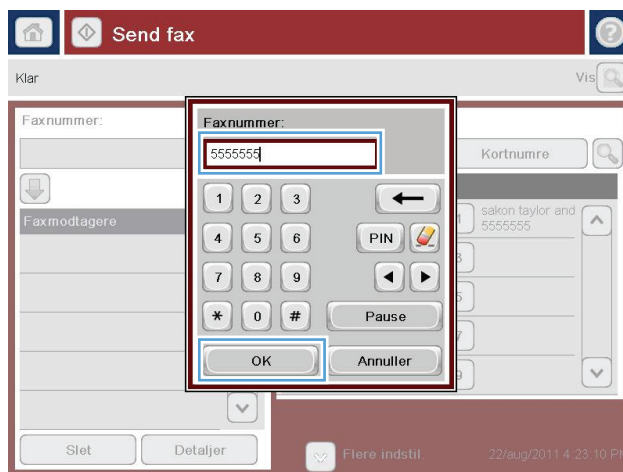 Send fax
Klar
Vis
Faxnummer:
Kortnumre
Faxmodtagere
sakon taylor and
5555555
Faxnummer:
5555555
1 2 3
4 5 6 PIN
7 8 9
* 0 # Pause
OK Annuller
Slet Detaljer
Flere indstil. 22/aug/2011 4:23:10